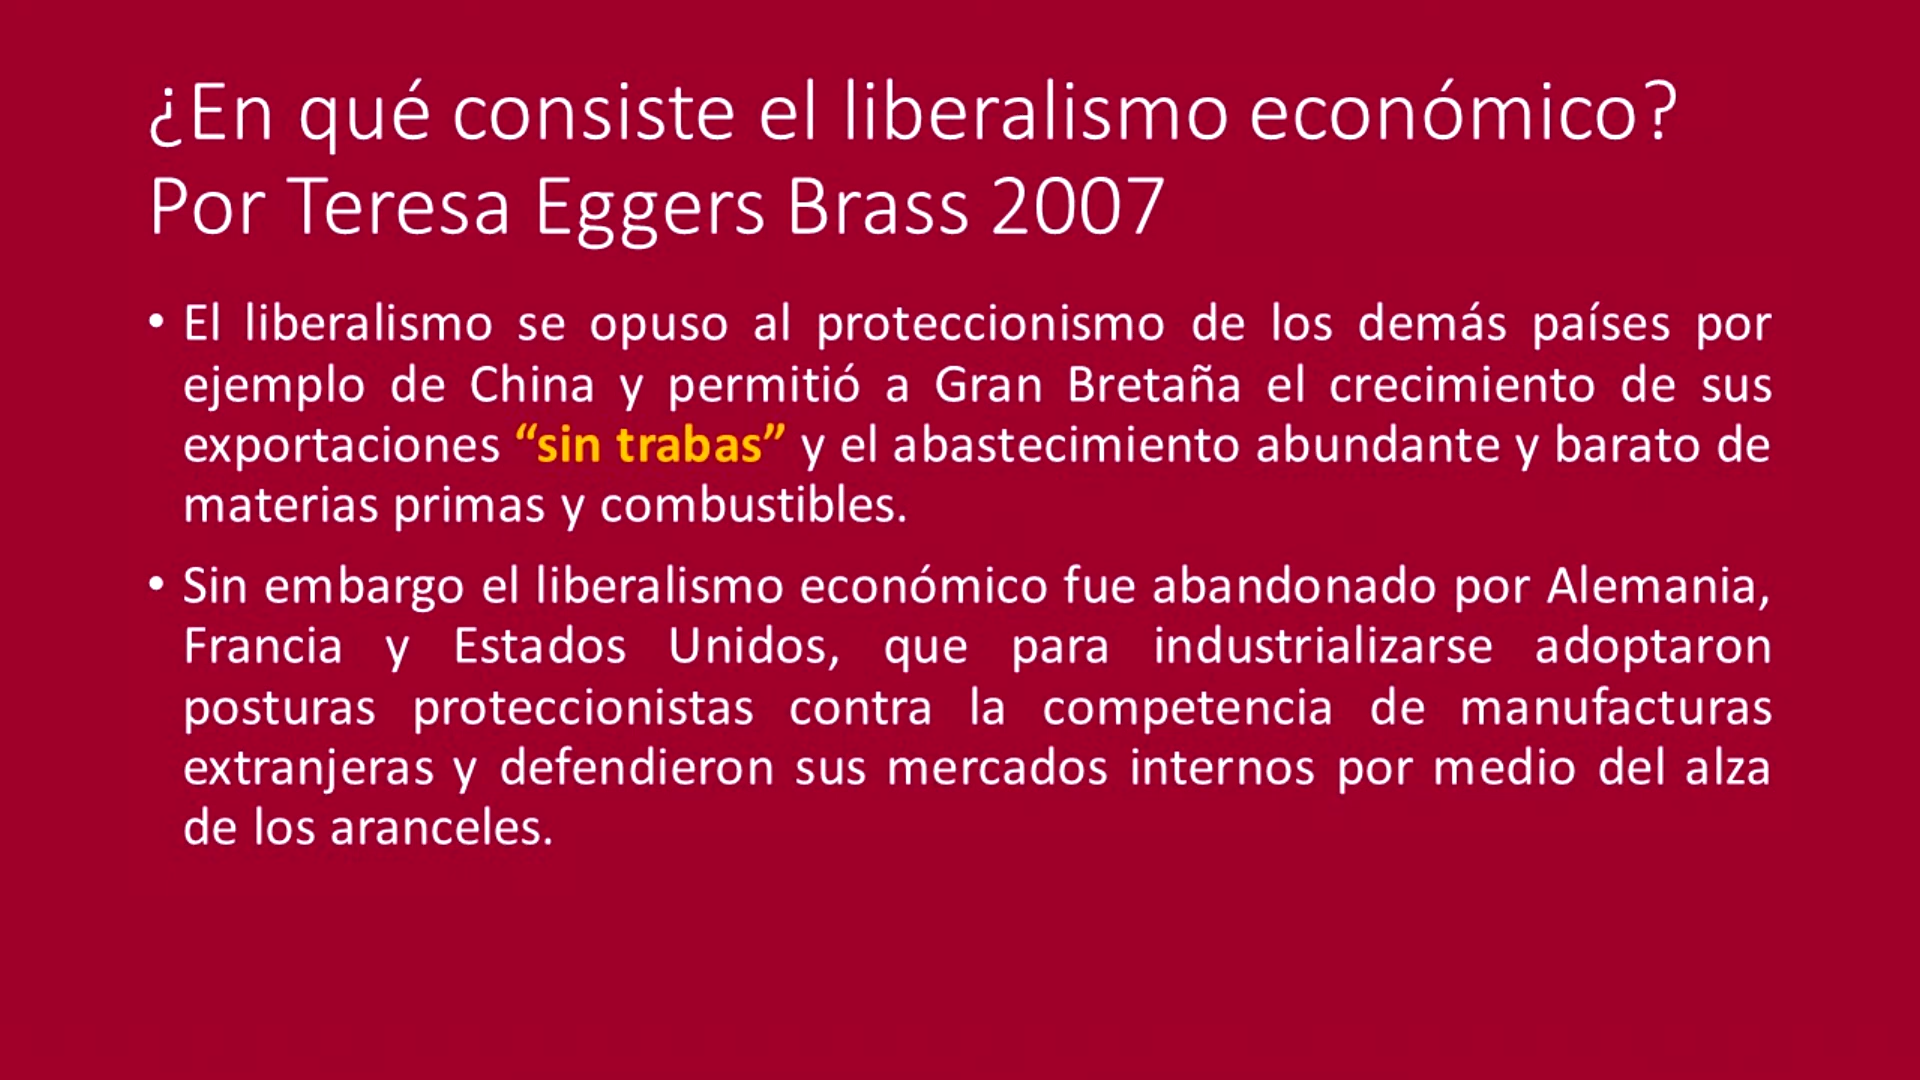 ¿En qué consiste el liberalismo económico?
Por Teresa Eggers Brass 2007
• El liberalismo se opuso al proteccionismo de los demás países por
ejemplo de China y permitió a Gran Bretaña el crecimiento de sus
exportaciones “sin trabas” y el abastecimiento abundante y barato de
materias primas y combustibles.
• Sin embargo el liberalismo económico fue abandonado por Alemania,
Francia y Estados Unidos, que para industrializarse adoptaron
posturas proteccionistas contra la competencia de manufacturas
extranjeras y defendieron sus mercados internos por medio del alza
de los aranceles.